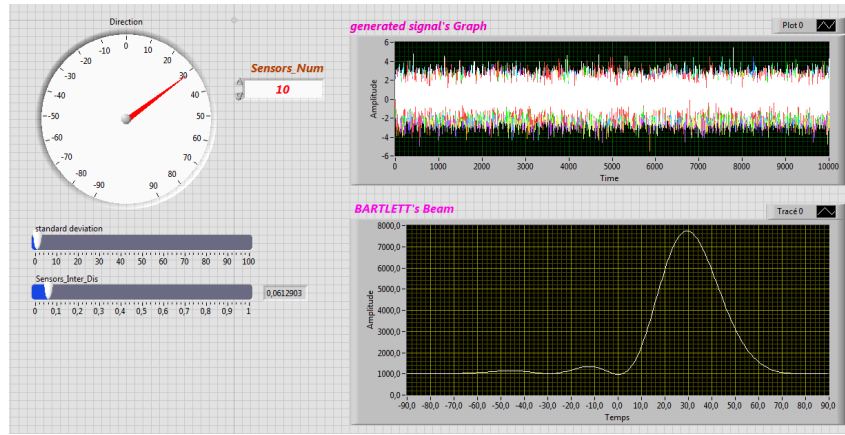 Direction
-90 -80 -70 -60 -50 -40 -30 -20 -10 0 10 20 30 40 50 60 70 80 90
Sensors_Num
10
standard deviation
0 10 20 30 40 50 60 70 80 90 100
Sensors_Inter_Dis
0,0612903
0 0,1 0,2 0,3 0,4 0,5 0,6 0,7 0,8 0,9 1
generated signal's Graph
Plot 0
Amplitude
6
4
2
0
-2
-4
-6
0 1000 2000 3000 4000 5000 6000 7000 8000 9000 10000
Time
BARTLETT's Beam
Tracé 0
Amplitude
8000,0
7000,0
6000,0
5000,0
4000,0
3000,0
2000,0
1000,0
0,0
-90,0 -80,0 -70,0 -60,0 -50,0 -40,0 -30,0 -20,0 -10,0 0,0 10,0 20,0 30,0 40,0 50,0 60,0 70,0 80,0 90,0
Temps